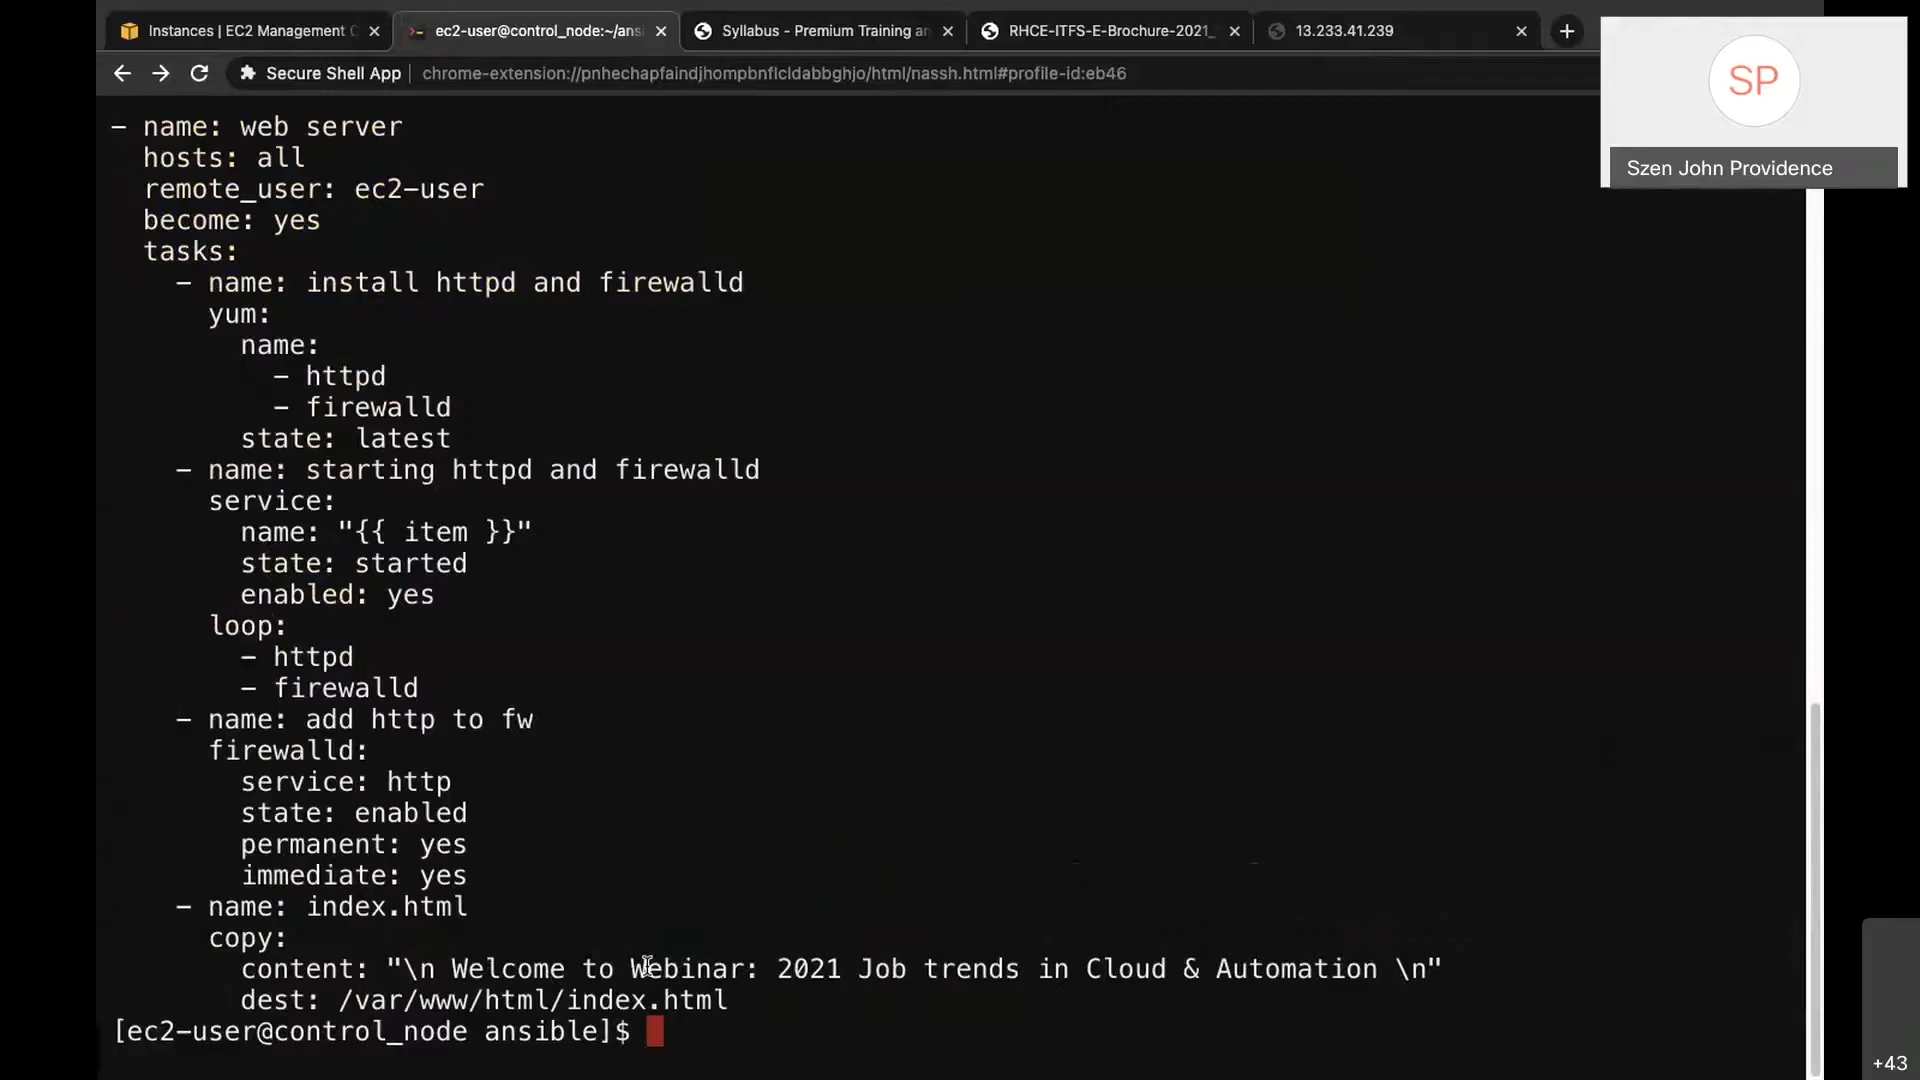 Instances | EC2 Management C
ec2-user@control_node:~/ans
Syllabus - Premium Training an
RHCE-ITFS-E-Brochure-2021_
13.233.41.239
Secure Shell App
chrome-extension://pnhechapfaindjhompbnflcldabbghjo/html/nassh.html#profile-id:eb46
SP
Szen John Providence
- name: web server
  hosts: all
  remote_user: ec2-user
  become: yes
  tasks:
    - name: install httpd and firewalld
      yum:
        name:
          - httpd
          - firewalld
        state: latest
    - name: starting httpd and firewalld
      service:
        name: "{{ item }}"
        state: started
        enabled: yes
      loop:
        - httpd
        - firewalld
    - name: add http to fw
      firewalld:
        service: http
        state: enabled
        permanent: yes
        immediate: yes
    - name: index.html
      copy:
        content: "\n Welcome to Webinar: 2021 Job trends in Cloud & Automation \n"
        dest: /var/www/html/index.html
[ec2-user@control_node ansible]$
+43